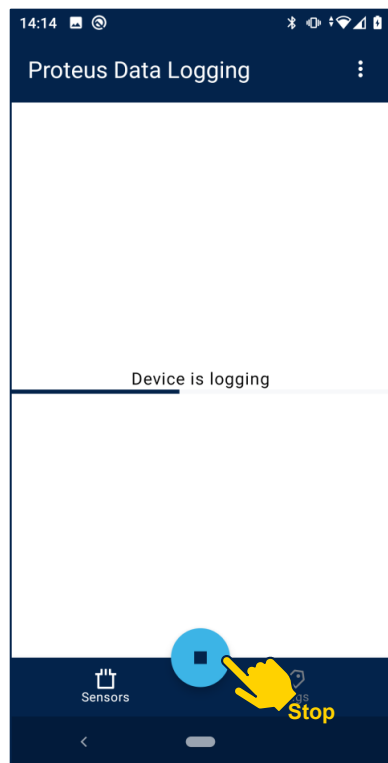 14:14
Proteus Data Logging
Device is logging
Sensors
Stop